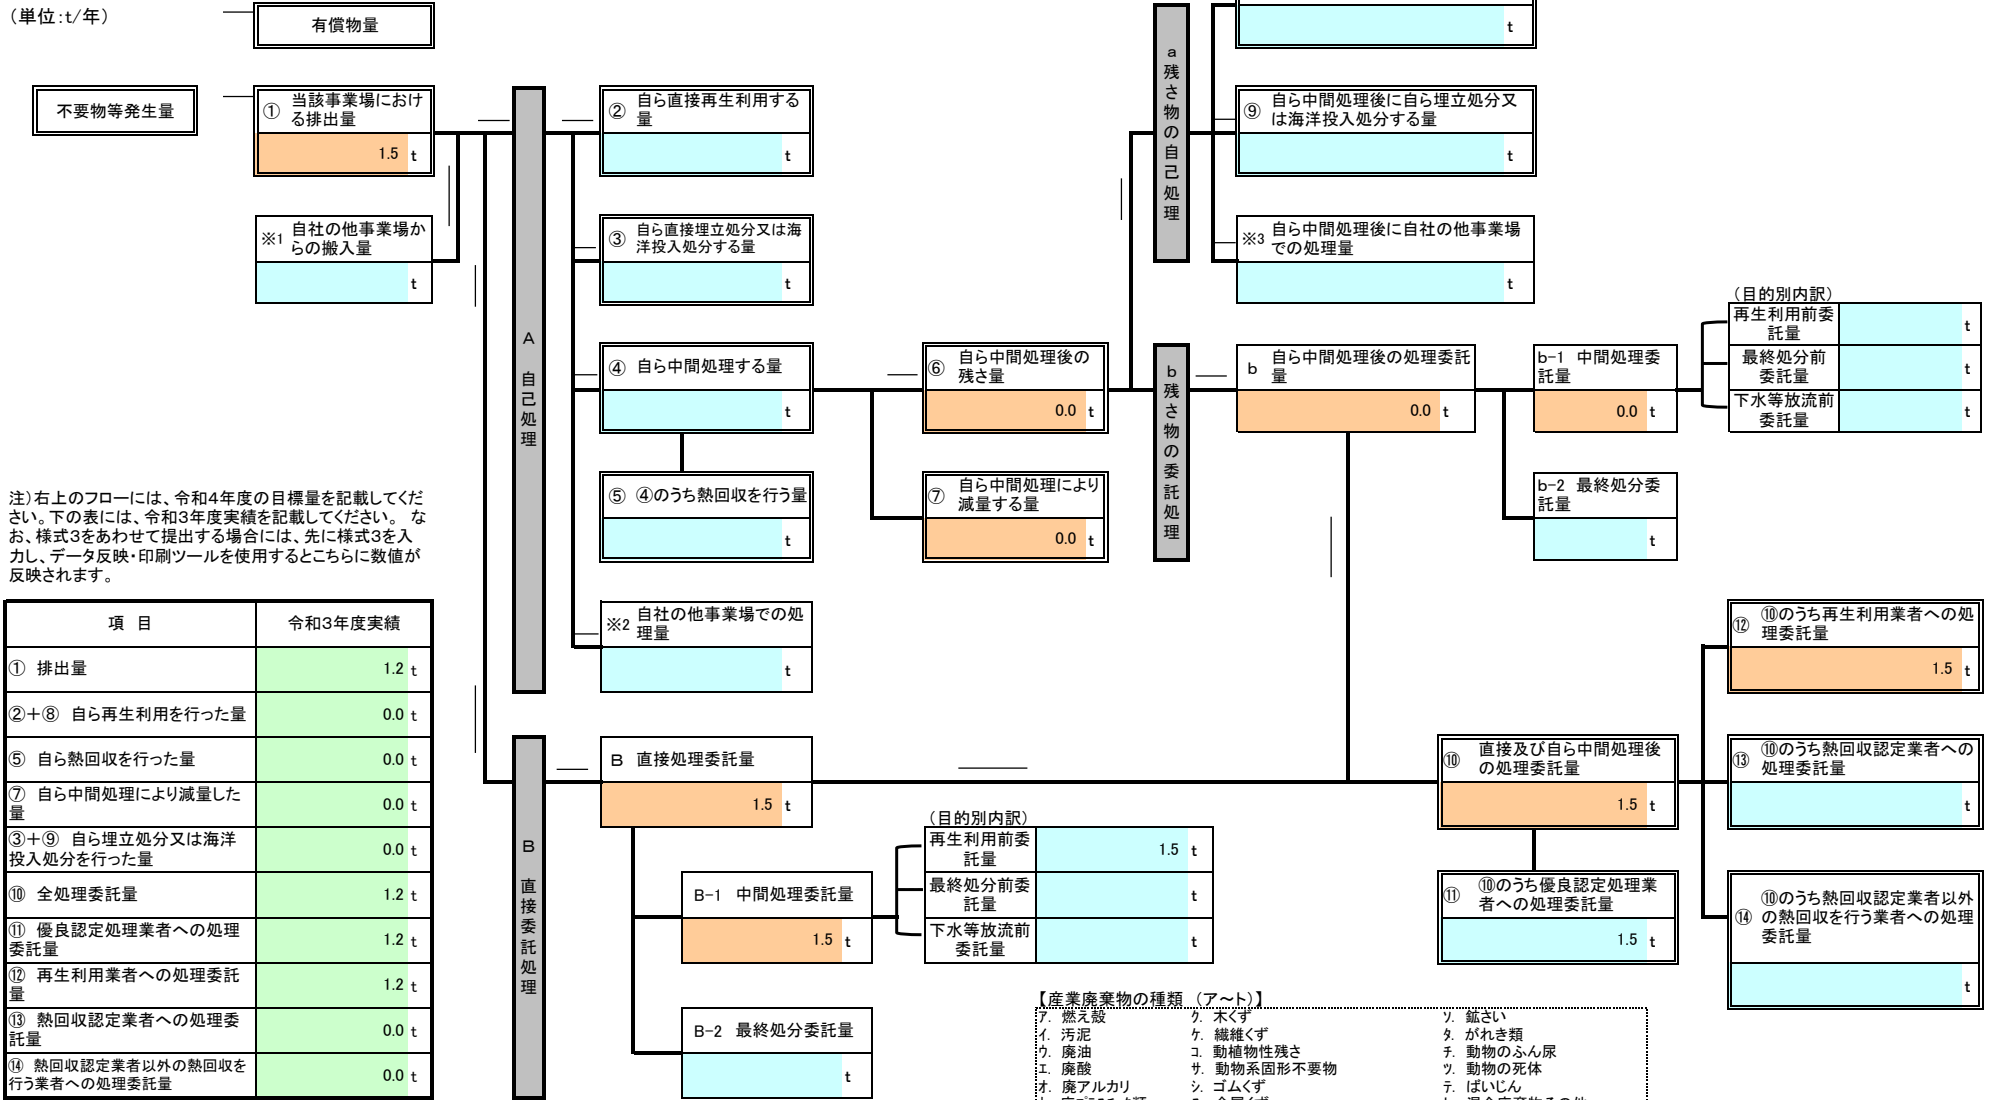 (単位:t/年)
有償物量
不要物等発生量
① 当該事業場におけ
る排出量
1.5 t
※1 自社の他事業場か
らの搬入量
t
A 自己処理
② 自ら直接再生利用する
量
t
③ 自ら直接埋立処分又は海
洋投入処分する量
t
④ 自ら中間処理する量
t
⑤ ④のうち熱回収を行う量
t
※2 自社の他事業場での処
理量
t
⑥ 自ら中間処理後の
残さ量
0.0 t
⑦ 自ら中間処理により
減量する量
0.0 t
a 残さ物の自己処理
t
⑨ 自ら中間処理後に自ら埋立処分又
は海洋投入処分する量
t
※3 自ら中間処理後に自社の他事業場
での処理量
t
b 残さ物の委託処理
b 自ら中間処理後の処理委託
量
0.0 t
b-1 中間処理委
託量
0.0 t
b-2 最終処分委
託量
t
(目的別内訳)
再生利用前委
託量
t
最終処分前
委託量
t
下水等放流前
委託量
t
注)右上のフローには、令和4年度の目標量を記載してくだ
さい。下の表には、令和3年度実績を記載してください。 な
お、様式3をあわせて提出する場合には、先に様式3を入
力し、データ反映・印刷ツールを使用するとこちらに数値が
反映されます。
項 目 令和3年度実績
① 排出量 1.2 t
②+⑧ 自ら再生利用を行った量 0.0 t
⑤ 自ら熱回収を行った量 0.0 t
⑦ 自ら中間処理により減量した
量 0.0 t
③+⑨ 自ら埋立処分又は海洋
投入処分を行った量 0.0 t
⑩ 全処理委託量 1.2 t
⑪ 優良認定処理業者への処理
委託量 1.2 t
⑫ 再生利用業者への処理委託
量 1.2 t
⑬ 熱回収認定業者への処理委
託量 0.0 t
⑭ 熱回収認定業者以外の熱回収を
行う業者への処理委託量 0.0 t
B 直接委託処理
B 直接処理委託量
1.5 t
B-1 中間処理委託量
1.5 t
B-2 最終処分委託量
t
(目的別内訳)
再生利用前委
託量
1.5 t
最終処分前委
託量
t
下水等放流前
委託量
t
⑩ 直接及び自ら中間処理後
の処理委託量
1.5 t
⑪ ⑩のうち優良認定処理業
者への処理委託量
1.5 t
⑫ ⑩のうち再生利用業者への処
理委託量
1.5 t
⑬ ⑩のうち熱回収認定業者への
処理委託量
t
⑭ ⑩のうち熱回収認定業者以外
の熱回収を行う業者への処理
委託量
t
【産業廃棄物の種類 (ア~ト)】
ア. 燃え殻 ク. 木くず ソ. 鉱さい
イ. 汚泥 ケ. 繊維くず タ. がれき類
ウ. 廃油 コ. 動植物性残さ チ. 動物のふん尿
エ. 廃酸 サ. 動物系固形不要物 ツ. 動物の死体
オ. 廃アルカリ シ. ゴムくず テ. ばいじん